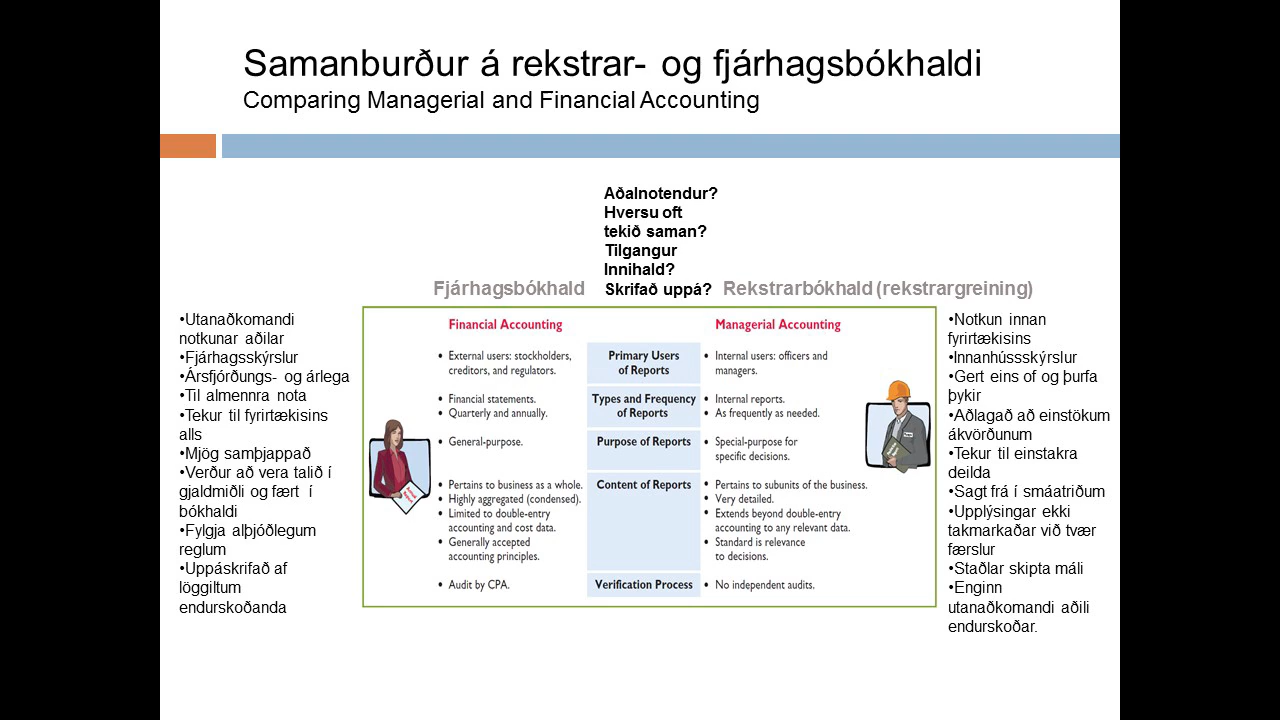 Samanburður á rekstrar- og fjárhagsbókhaldi
Comparing Managerial and Financial Accounting
Aðalnotendur?
Hversu oft
tekið saman?
Tilgangur
Innihald?
Skrifað uppá?
Fjárhagsbókhald
Rekstrarbókhald (rekstrargreining)
•Utanaðkomandi
notkunar aðilar
•Fjárhagsskýrslur
•Ársfjórðungs- og árlega
•Til almennra nota
•Tekur til fyrirtækisins
alls
•Mjög samþjappað
•Verður að vera talið í
gjaldmiðli og fært í
bókhaldi
•Fylgja alþjóðlegum
reglum
•Uppáskrifað af
löggiltum
endurskoðanda
Financial Accounting
• External users: stockholders,
creditors, and regulators.
• Financial statements.
• Quarterly and annually.
• General-purpose.
• Pertains to business as a whole.
• Highly aggregated (condensed).
• Limited to double-entry
accounting and cost data.
• Generally accepted
accounting principles.
• Audit by CPA.
Primary Users
of Reports
Types and Frequency
of Reports
Purpose of Reports
Content of Reports
Verification Process
Managerial Accounting
• Internal users: officers and
managers.
• Internal reports.
• As frequently as needed.
• Special-purpose for
specific decisions.
• Pertains to subunits of the business.
• Very detailed.
• Extends beyond double-entry
accounting to any relevant data.
• Standard is relevance
to decisions.
• No independent audits.
•Notkun innan
fyrirtækisins
•Innanhússskýrslur
•Gert eins of og þurfa
þykir
•Aðlagað að einstökum
ákvörðunum
•Tekur til einstakra
deilda
•Sagt frá í smáatriðum
•Upplýsingar ekki
takmarkaðar við tvær
færslur
•Staðlar skipta máli
•Enginn
utanaðkomandi aðili
endurskoðar.